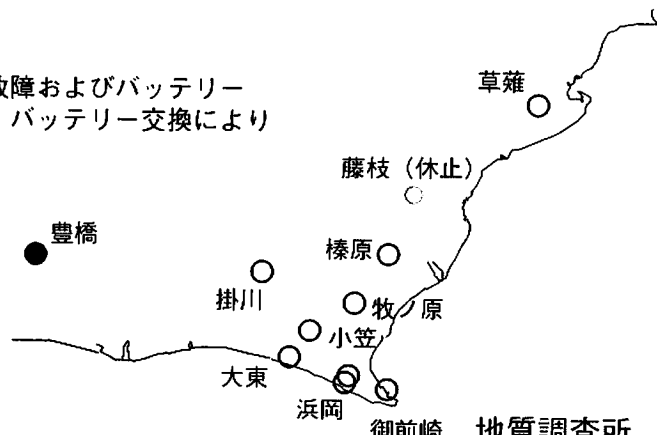 障およびバッテリー
バッテリー交換により
草薙
藤枝（休止）
豊橋
榛原
掛川
牧ノ原
小笠
大東
浜岡
御前崎
地質調査所